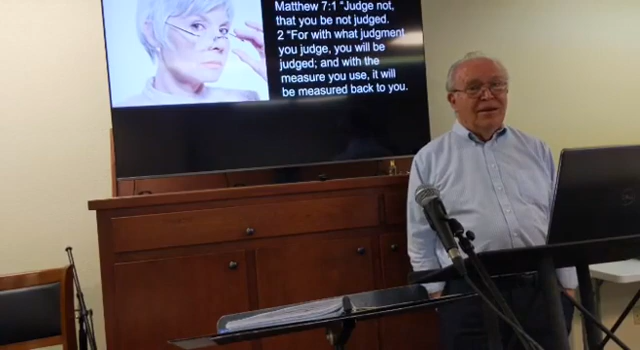 Matthew 7:1 “Judge not,
that you be not judged.
2 “For with what judgment
you judge, you will be
judged; and with the
measure you use, it will
be measured back to you.